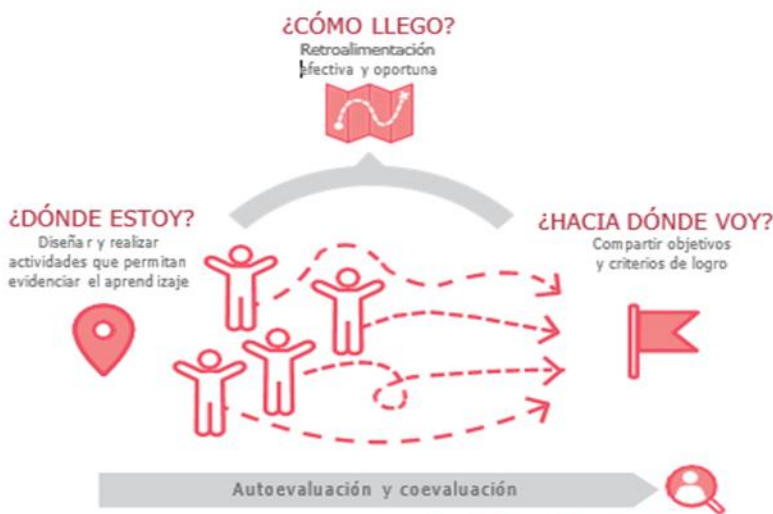 ¿CÓMO LLEGO?
Retroalimentación
efectiva y oportuna
¿DÓNDE ESTOY?
Diseñar y realizar
actividades que permitan
evidenciar el aprendizaje
¿HACIA DÓNDE VOY?
Compartir objetivos
y criterios de logro
Autoevaluación y coevaluación